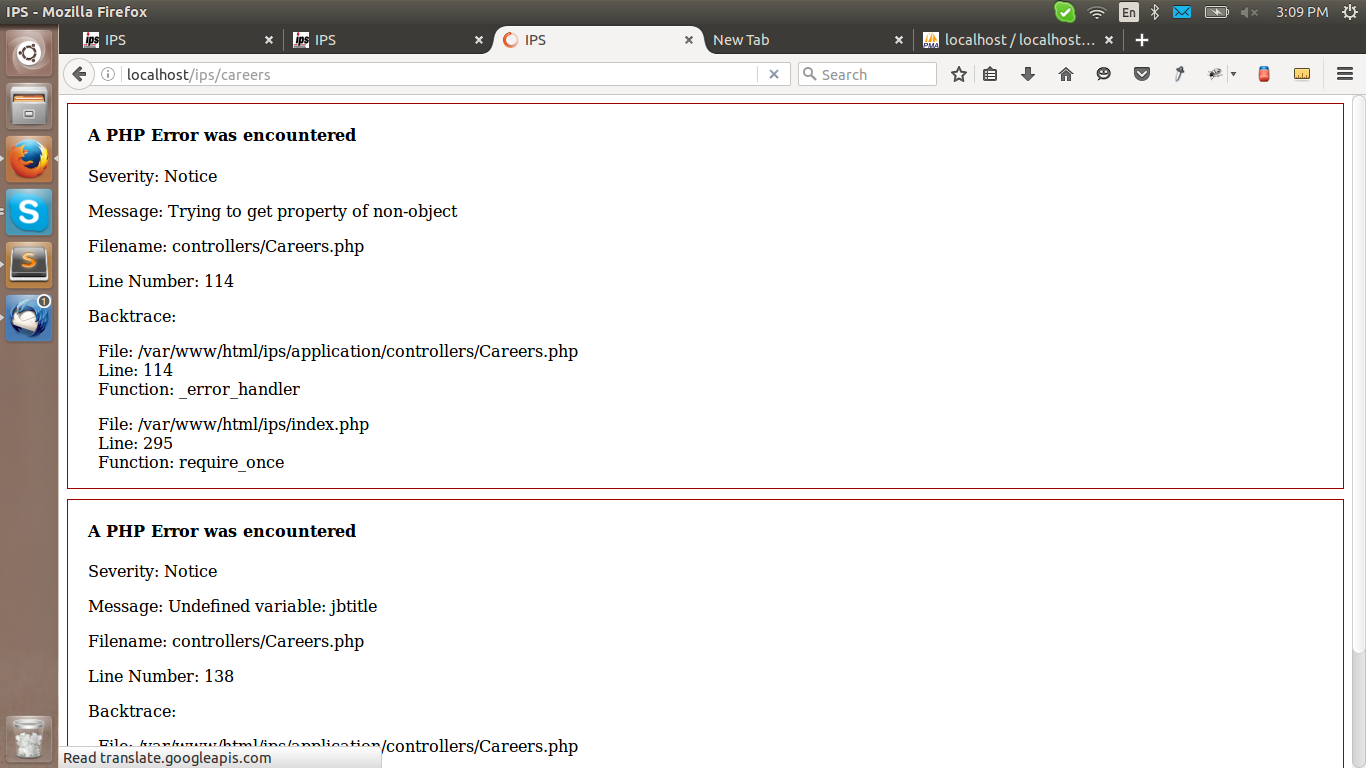 IPS - Mozilla Firefox
En
3:09 PM
IPS
IPS
IPS
New Tab
PMA
localhost / localhost...
localhost/ips/careers
Search
A PHP Error was encountered
Severity: Notice
Message: Trying to get property of non-object
Filename: controllers/Careers.php
Line Number: 114
Backtrace:
File: /var/www/html/ips/application/controllers/Careers.php
Line: 114
Function: _error_handler
File: /var/www/html/ips/index.php
Line: 295
Function: require_once
A PHP Error was encountered
Severity: Notice
Message: Undefined variable: jbtitle
Filename: controllers/Careers.php
Line Number: 138
Backtrace:
File: /var/www/html/ips/application/controllers/Careers.php
Read translate.googleapis.com